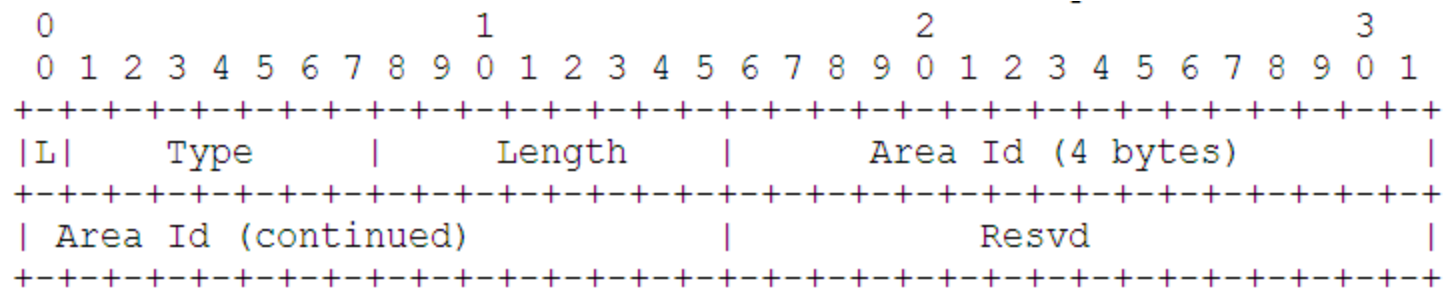 0                   1                   2                   3
0 1 2 3 4 5 6 7 8 9 0 1 2 3 4 5 6 7 8 9 0 1 2 3 4 5 6 7 8 9 0 1
+-+-+-+-+-+-+-+-+-+-+-+-+-+-+-+-+-+-+-+-+-+-+-+-+-+-+-+-+-+-+-+-+
|L|    Type     |     Length    |      Area Id (4 bytes)        |
+-+-+-+-+-+-+-+-+-+-+-+-+-+-+-+-+-+-+-+-+-+-+-+-+-+-+-+-+-+-+-+-+
| Area Id (continued)           |           Resvd               |
+-+-+-+-+-+-+-+-+-+-+-+-+-+-+-+-+-+-+-+-+-+-+-+-+-+-+-+-+-+-+-+-+